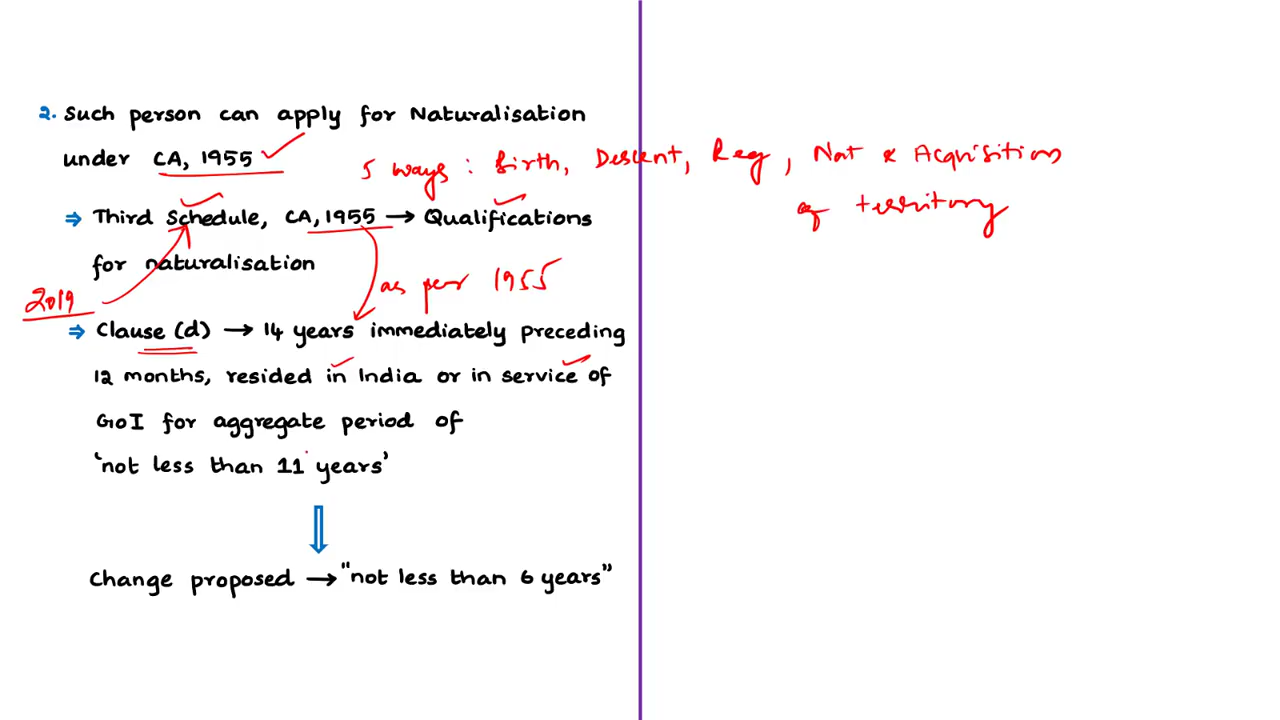 2. Such person can apply for Naturalisation
under CA, 1955
5 ways : Birth, Descent, Reg, Nat & Acquisition
of territory
⇒ Third Schedule, CA, 1955 → Qualifications
for naturalisation
2019
as per 1955
⇒ Clause (d) → 14 years immediately preceding
12 months, resided in India or in service of
GoI for aggregate period of
'not less than 11 years'
Change proposed → "not less than 6 years"